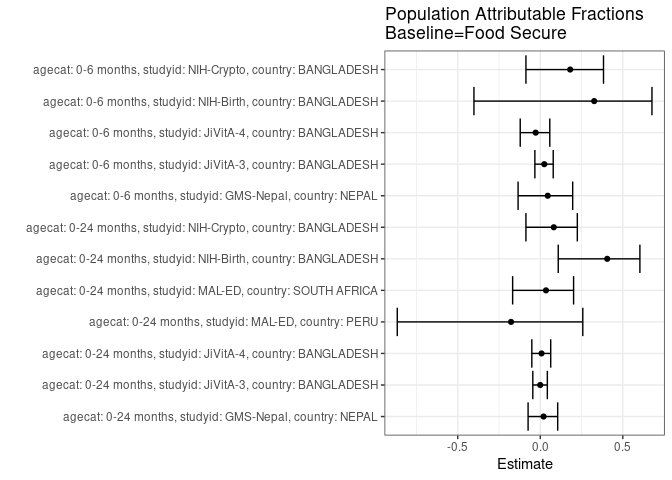 Population Attributable Fractions
Baseline=Food Secure
agecat: 0-6 months, studyid: NIH-Crypto, country: BANGLADESH
agecat: 0-6 months, studyid: NIH-Birth, country: BANGLADESH
agecat: 0-6 months, studyid: JiVitA-4, country: BANGLADESH
agecat: 0-6 months, studyid: JiVitA-3, country: BANGLADESH
agecat: 0-6 months, studyid: GMS-Nepal, country: NEPAL
agecat: 0-24 months, studyid: NIH-Crypto, country: BANGLADESH
agecat: 0-24 months, studyid: NIH-Birth, country: BANGLADESH
agecat: 0-24 months, studyid: MAL-ED, country: SOUTH AFRICA
agecat: 0-24 months, studyid: MAL-ED, country: PERU
agecat: 0-24 months, studyid: JiVitA-4, country: BANGLADESH
agecat: 0-24 months, studyid: JiVitA-3, country: BANGLADESH
agecat: 0-24 months, studyid: GMS-Nepal, country: NEPAL
-0.5 0.0 0.5
Estimate